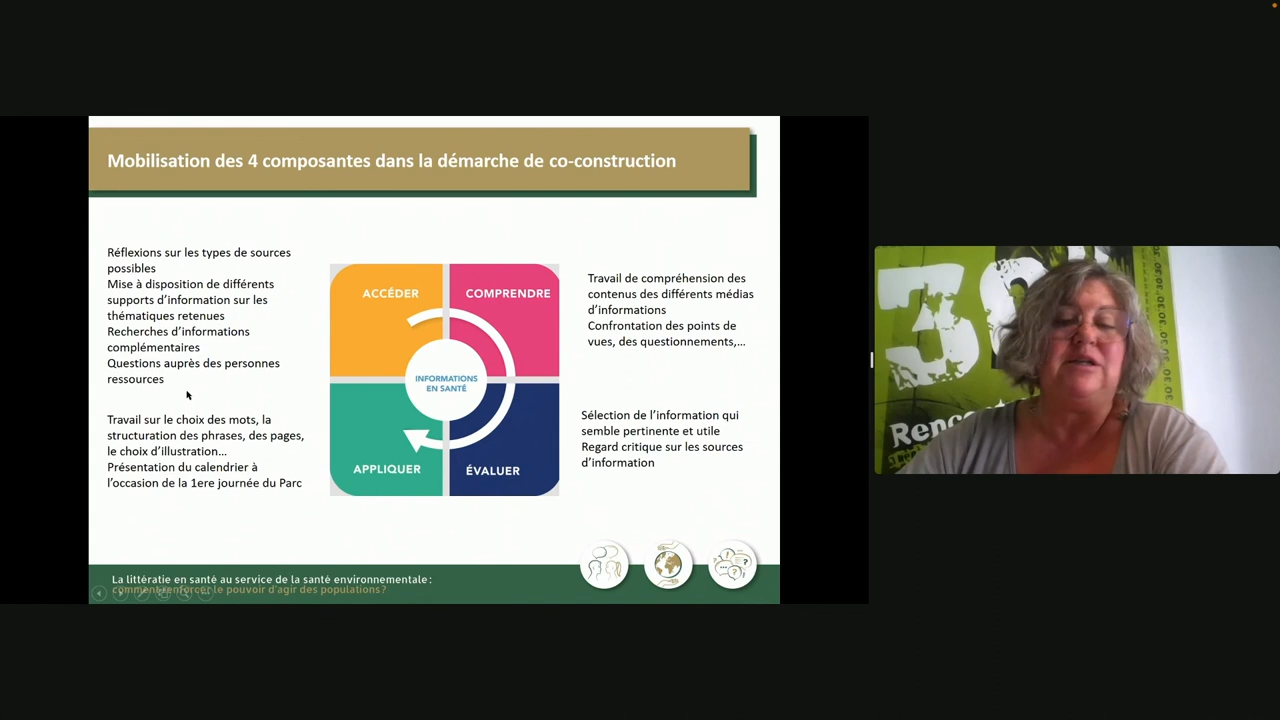 Mobilisation des 4 composantes dans la démarche de co-construction
Réflexions sur les types de sources
possibles
Mise à disposition de différents
supports d'information sur les
thématiques retenues
Recherches d'informations
complémentaires
Questions auprès des personnes
ressources
Travail sur le choix des mots, la
structuration des phrases, des pages,
le choix d'illustration...
Présentation du calendrier à
l'occasion de la 1ere journée du Parc
ACCÉDER
COMPRENDRE
INFORMATIONS
EN SANTÉ
APPLIQUER
ÉVALUER
Travail de compréhension des
contenus des différents médias
d'informations
Confrontation des points de
vues, des questionnements,...
Sélection de l'information qui
semble pertinente et utile
Regard critique sur les sources
d'information
La littératie en santé au service de la santé environnementale :
comment renforcer le pouvoir d'agir des populations ?
30